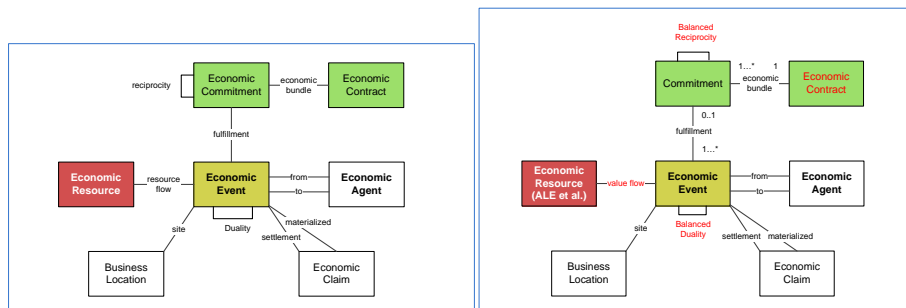 reciprocity
Economic
Commitment
economic
bundle
Economic
Contract
fulfillment
Economic
Resource
resource
flow
Economic
Event
from
to
Economic
Agent
Duality
site
materialized
settlement
Business
Location
Economic
Claim
Balanced
Reciprocity
Commitment
1...*
1
economic
bundle
Economic
Contract
0..1
fulfillment
1...*
Economic
Resource
(ALE et al.)
value flow
Economic
Event
from
to
Economic
Agent
Balanced
Duality
site
settlement
materialized
Business
Location
Economic
Claim